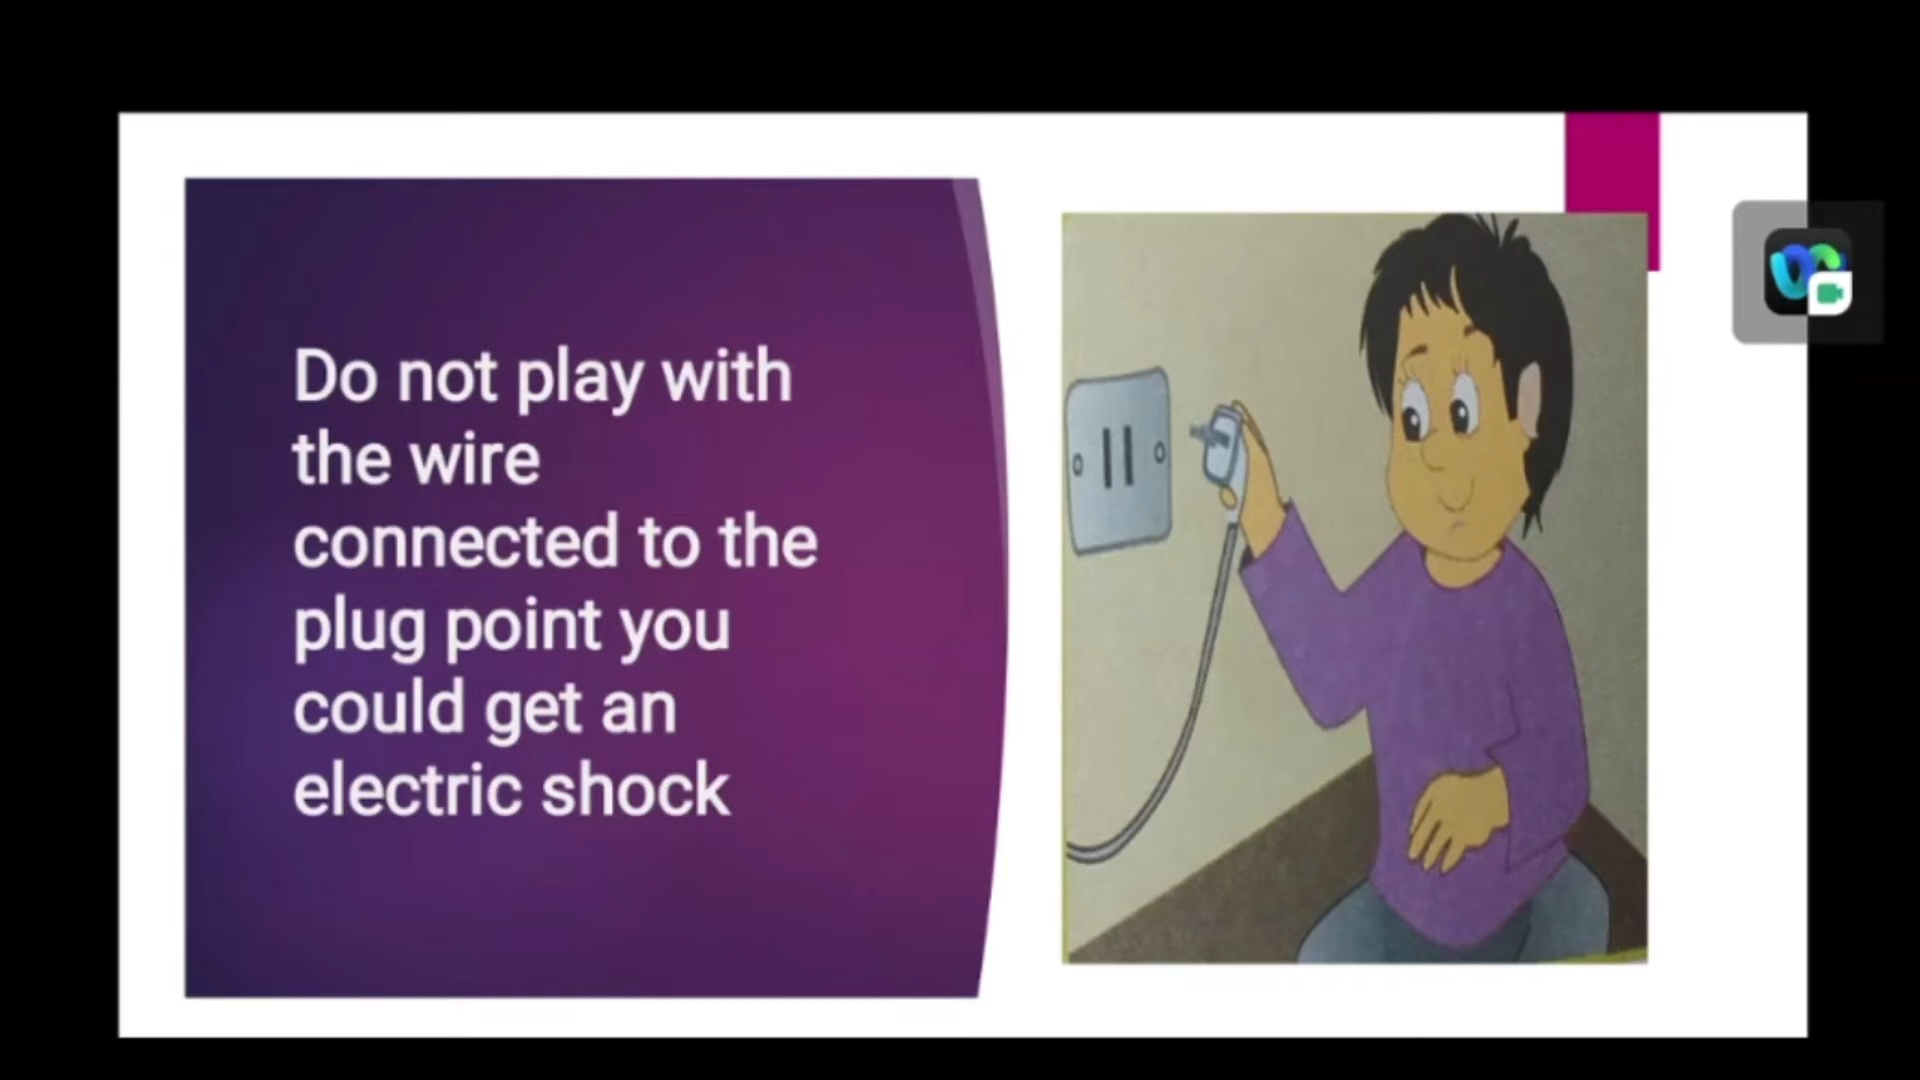 Do not play with
the wire
connected to the
plug point you
could get an
electric shock